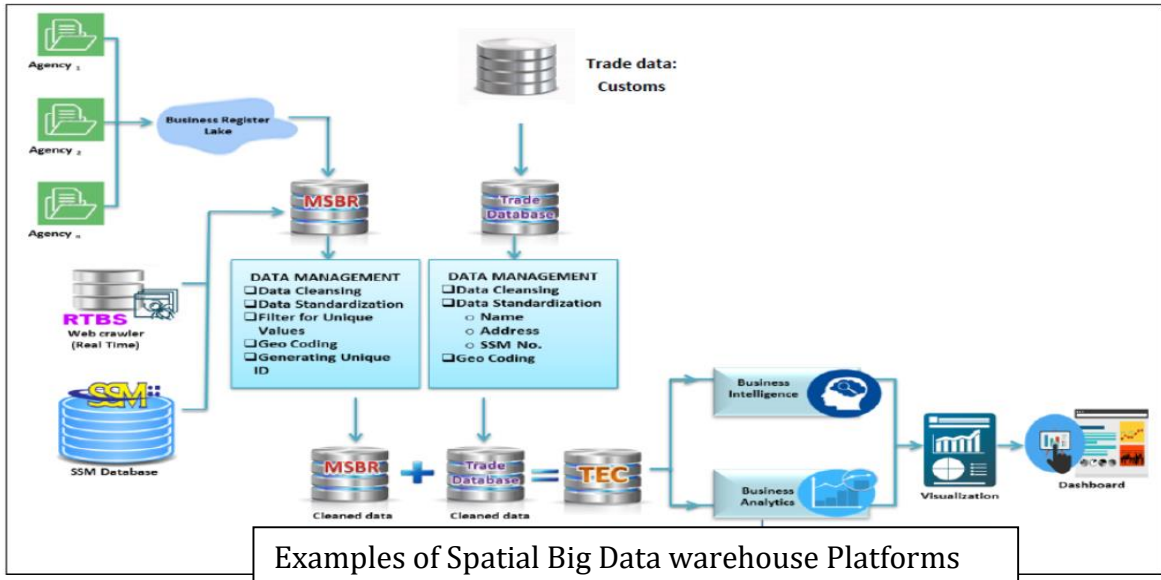 Agency 1
Agency 2
Agency n
Business Register
Lake
Trade data:
Customs
MSBR
Trade
Database
RTBS
Web crawler
(Real Time)
SSM
SSM Database
DATA MANAGEMENT
❑Data Cleansing
❑Data Standardization
❑Filter for Unique
Values
❑Geo Coding
❑Generating Unique
ID
DATA MANAGEMENT
❑Data Cleansing
❑Data Standardization
o Name
o Address
o SSM No.
❑Geo Coding
MSBR
Cleaned data
+
Trade
Database
Cleaned data
=
TEC
Business
Intelligence
Business
Analytics
Visualization
Dashboard
Examples of Spatial Big Data warehouse Platforms